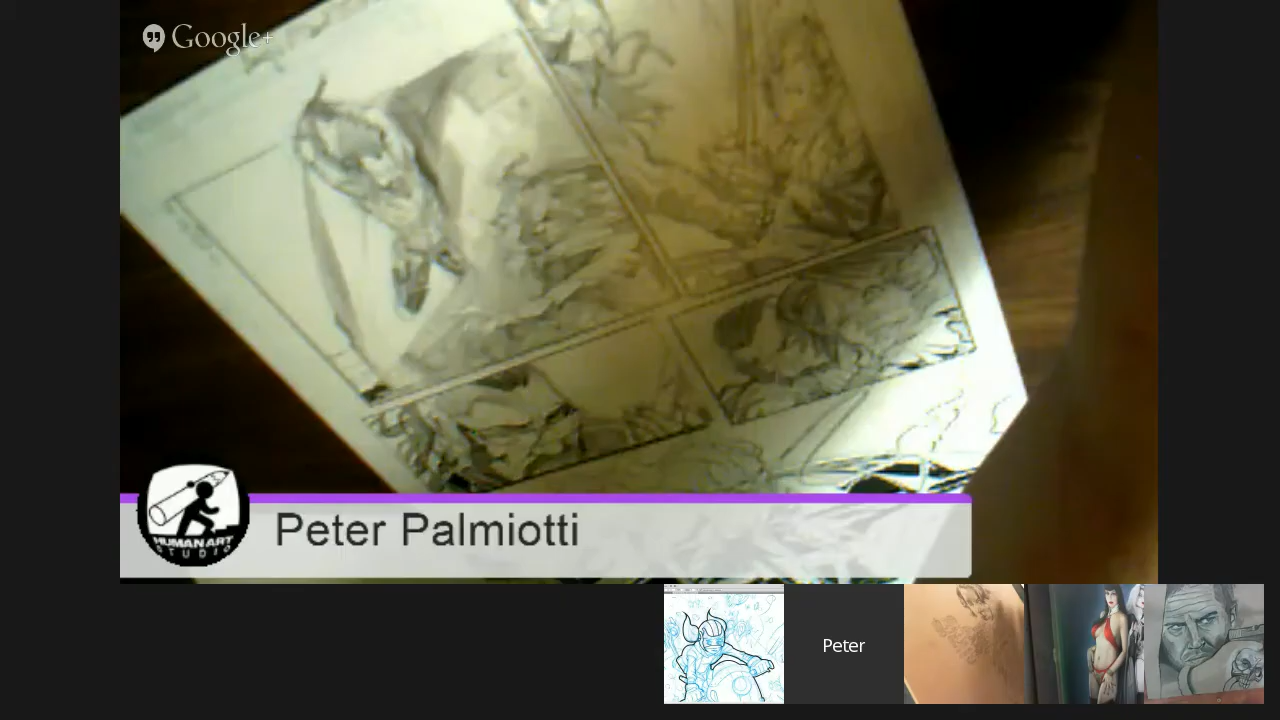 Google+
Peter Palmiotti
HUMAN ART
STUDIO
Peter